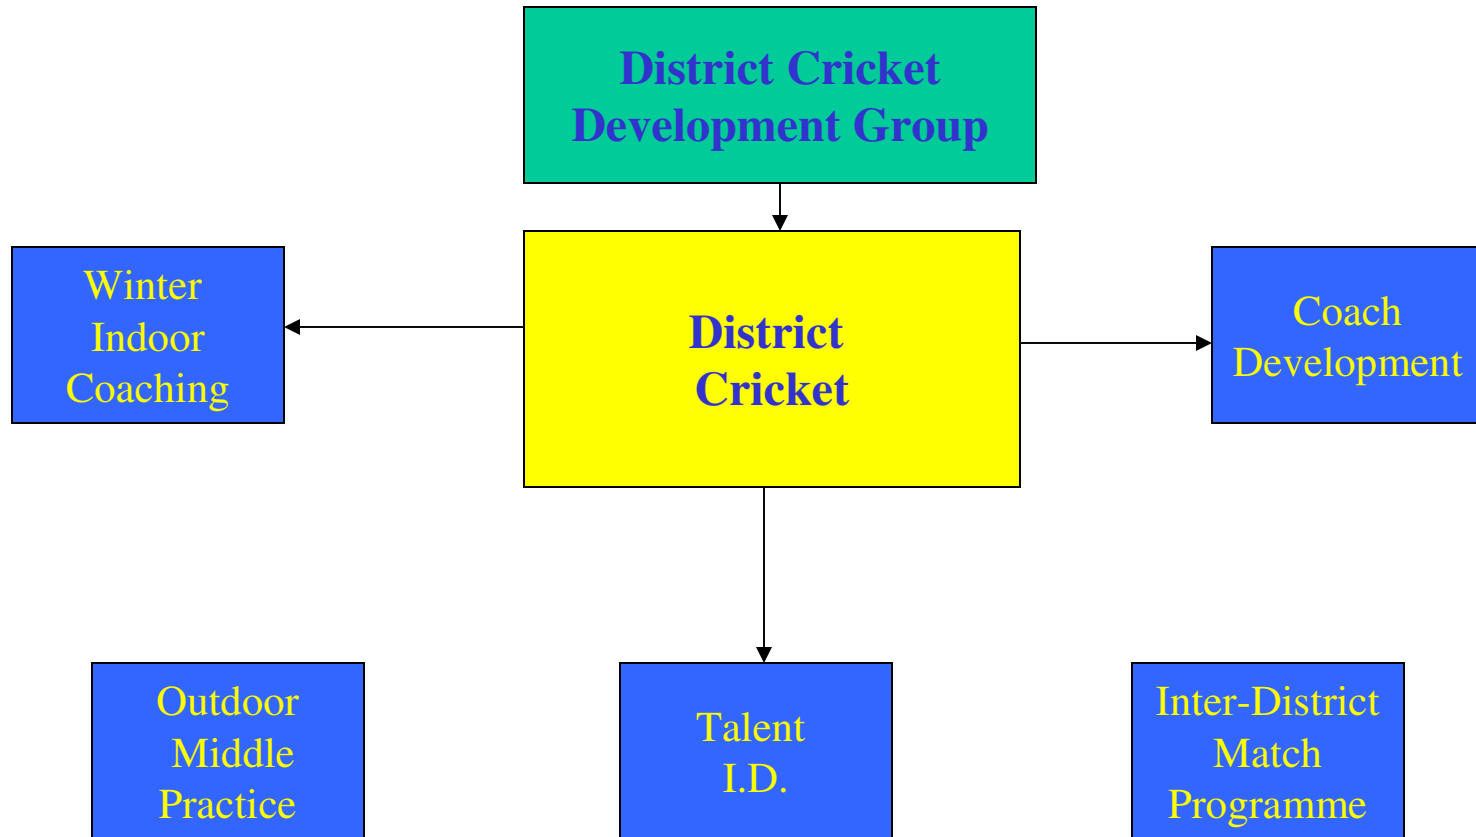 District Cricket
Development Group
Winter
Indoor
Coaching
District
Cricket
Coach
Development
Outdoor
Middle
Practice
Talent
I.D.
Inter-District
Match
Programme